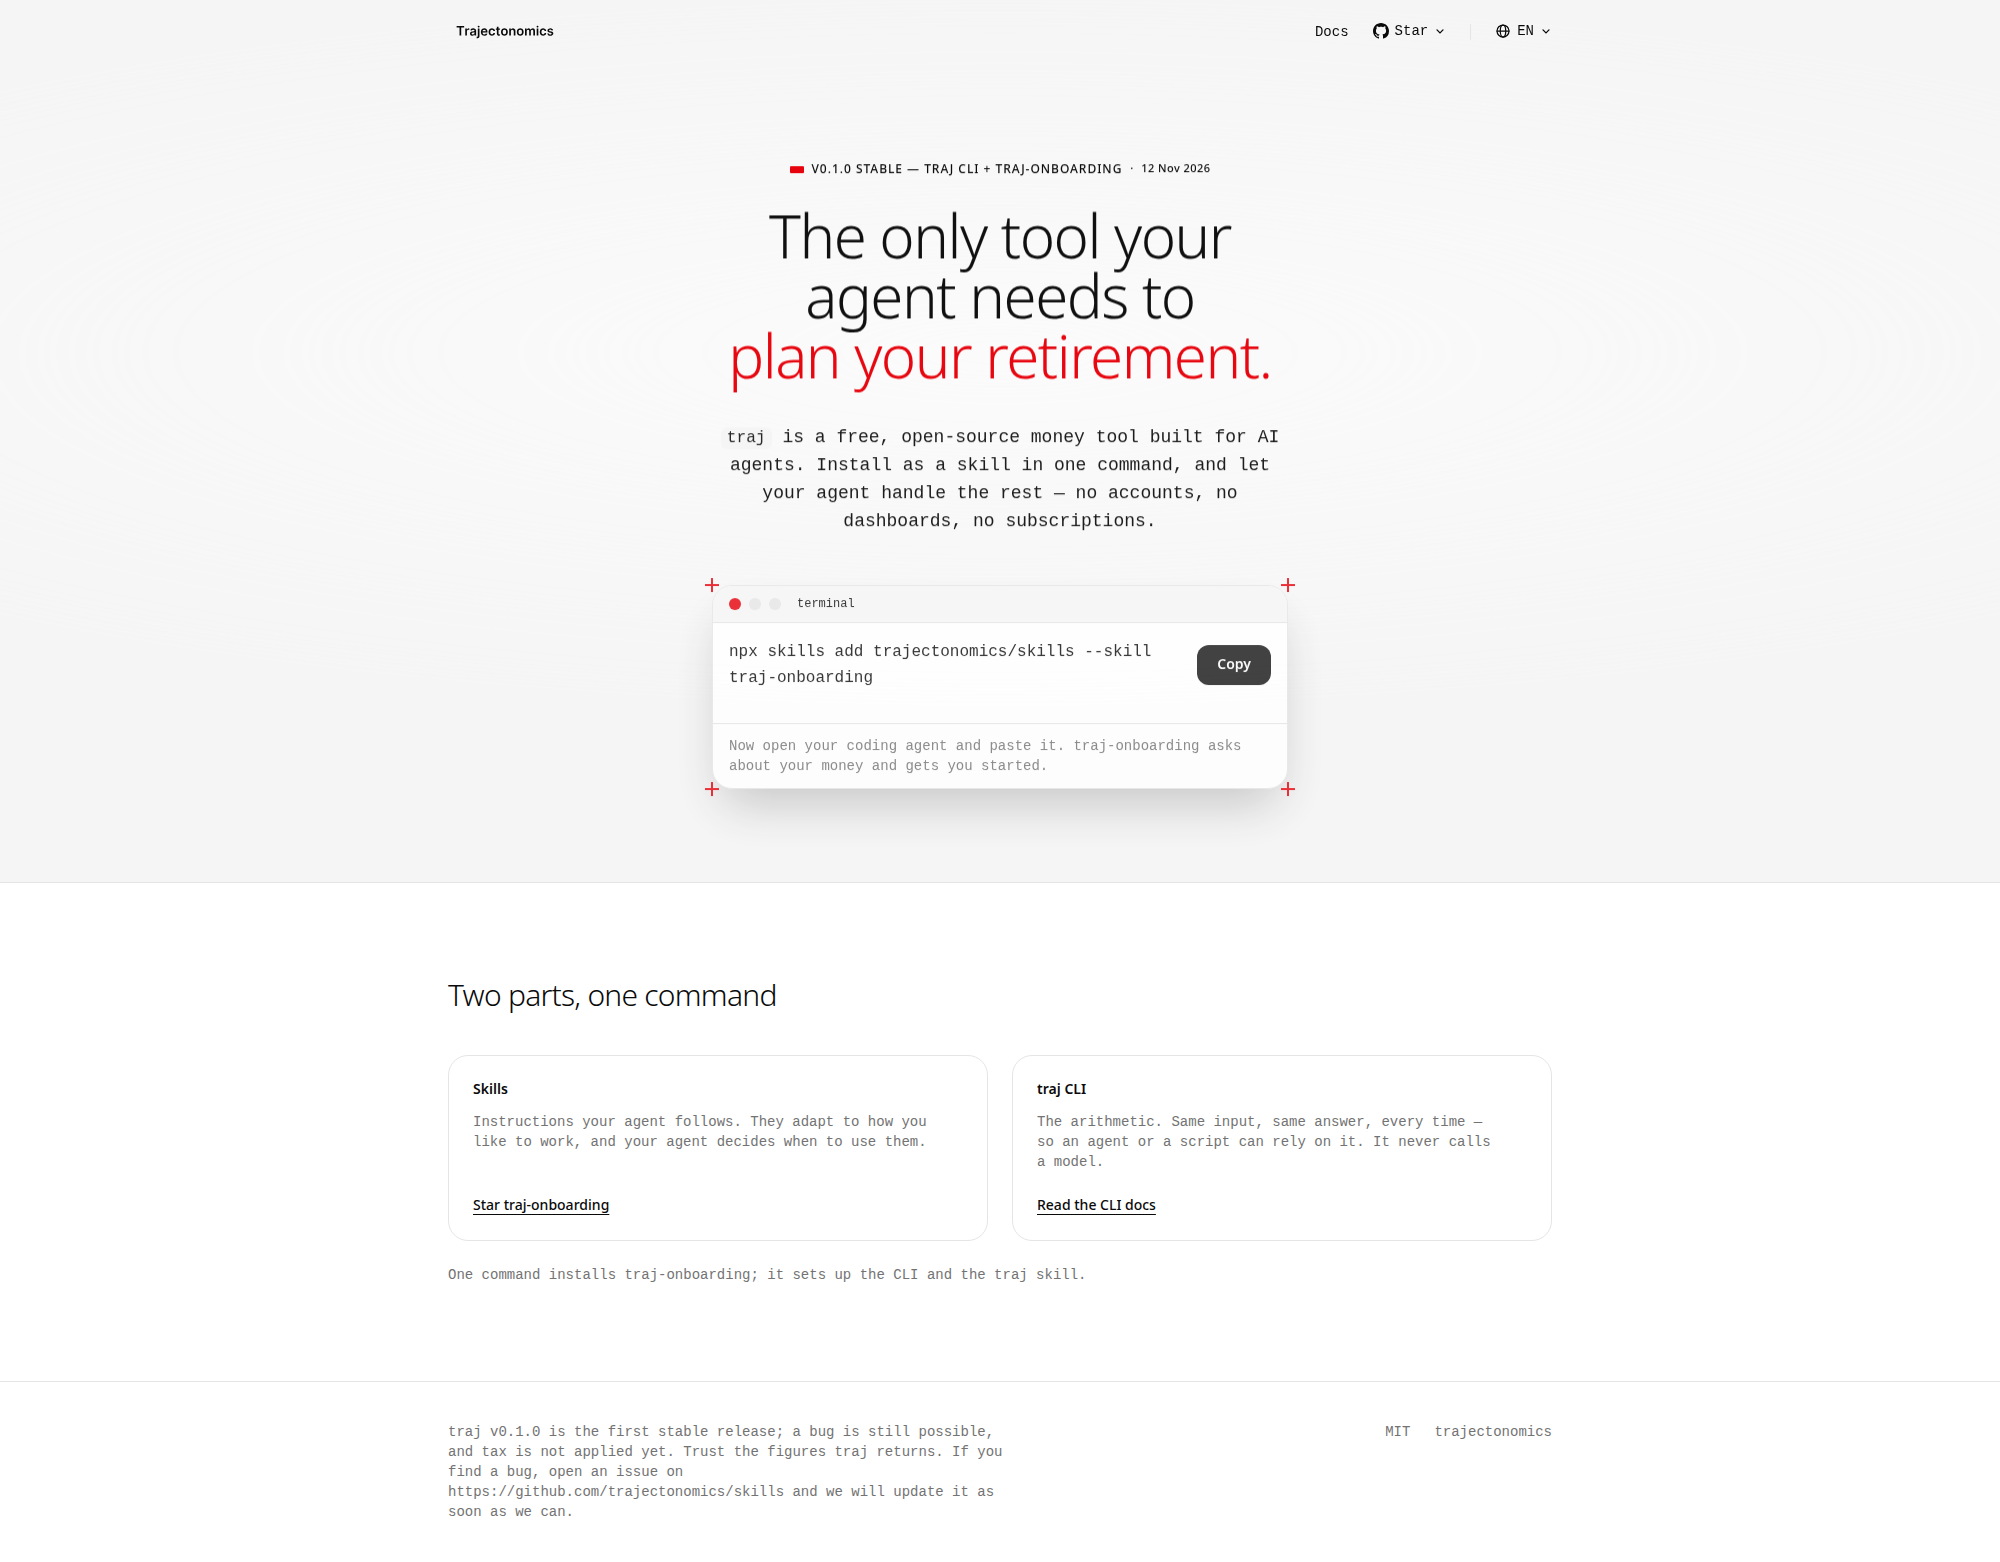 Trajectonomics
Docs
Star
EN
V0.1.0 STABLE — TRAJ CLI + TRAJ-ONBOARDING · 12 Nov 2026
The only tool your
agent needs to
plan your retirement.
traj is a free, open-source money tool built for AI
agents. Install as a skill in one command, and let
your agent handle the rest — no accounts, no
dashboards, no subscriptions.
terminal
npx skills add trajectonomics/skills --skill
traj-onboarding
Copy
Now open your coding agent and paste it. traj-onboarding asks
about your money and gets you started.
Two parts, one command
Skills
Instructions your agent follows. They adapt to how you
like to work, and your agent decides when to use them.
Star traj-onboarding
traj CLI
The arithmetic. Same input, same answer, every time —
so an agent or a script can rely on it. It never calls
a model.
Read the CLI docs
One command installs traj-onboarding; it sets up the CLI and the traj skill.
traj v0.1.0 is the first stable release; a bug is still possible,
and tax is not applied yet. Trust the figures traj returns. If you
find a bug, open an issue on
https://github.com/trajectonomics/skills and we will update it as
soon as we can.
MIT
trajectonomics